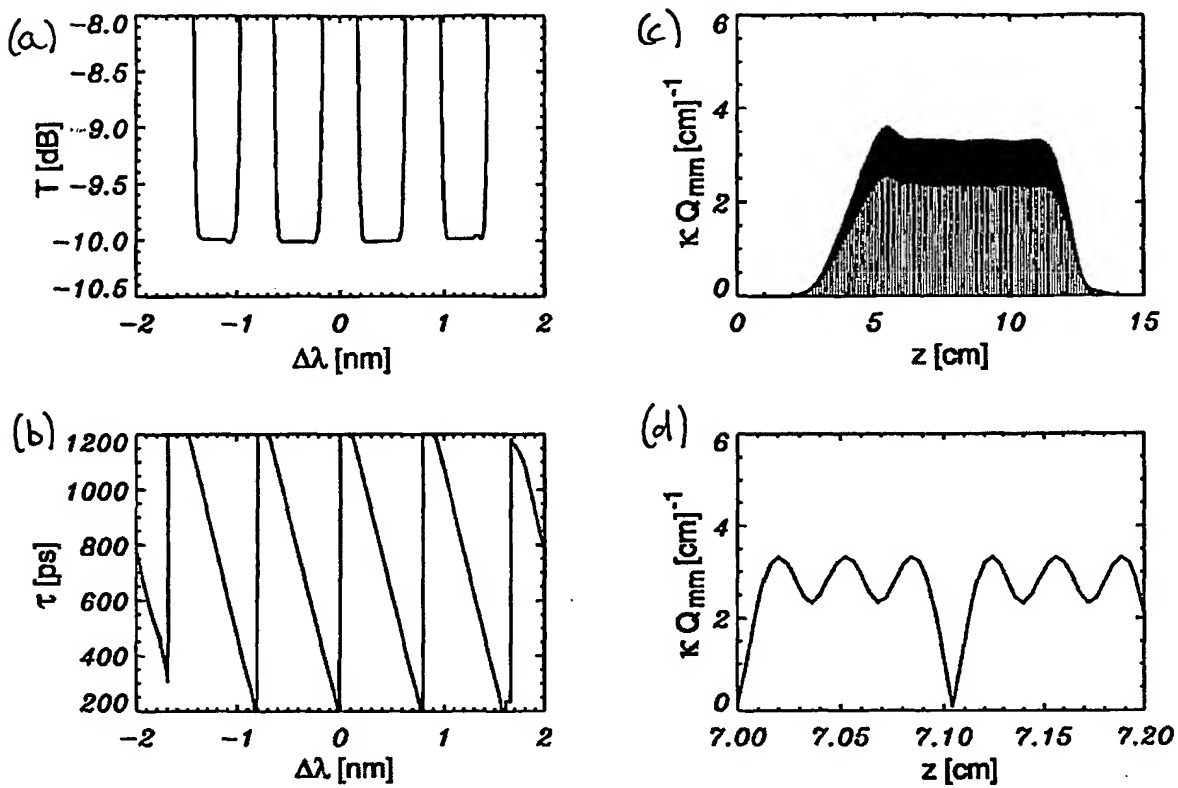 (a)
T [dB]
-8.0
-8.5
-9.0
-9.5
-10.0
-10.5
-2 -1 0 1 2
Δλ [nm]
(c)
κ Q_mm [cm]^-1
6
4
2
0
0 5 10 15
z [cm]
(b)
τ [ps]
1200
1000
800
600
400
200
-2 -1 0 1 2
Δλ [nm]
(d)
κ Q_mm [cm]^-1
6
4
2
0
7.00 7.05 7.10 7.15 7.20
z [cm]